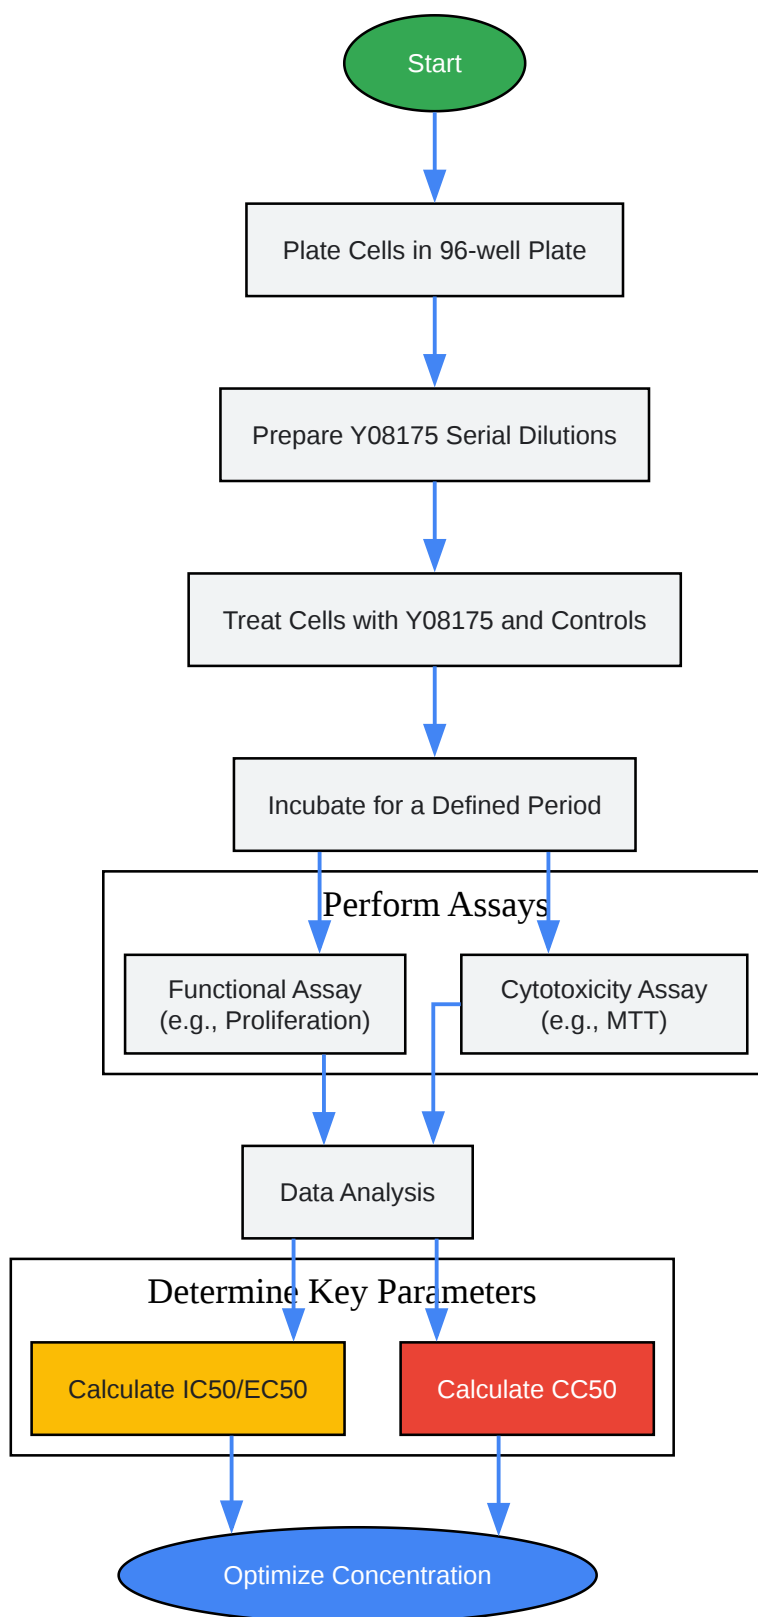 Start
Plate Cells in 96-well Plate
Prepare Y08175 Serial Dilutions
Treat Cells with Y08175 and Controls
Incubate for a Defined Period
Perform Assays
Functional Assay
(e.g., Proliferation)
Cytotoxicity Assay
(e.g., MTT)
Data Analysis
Determine Key Parameters
Calculate IC50/EC50
Calculate CC50
Optimize Concentration